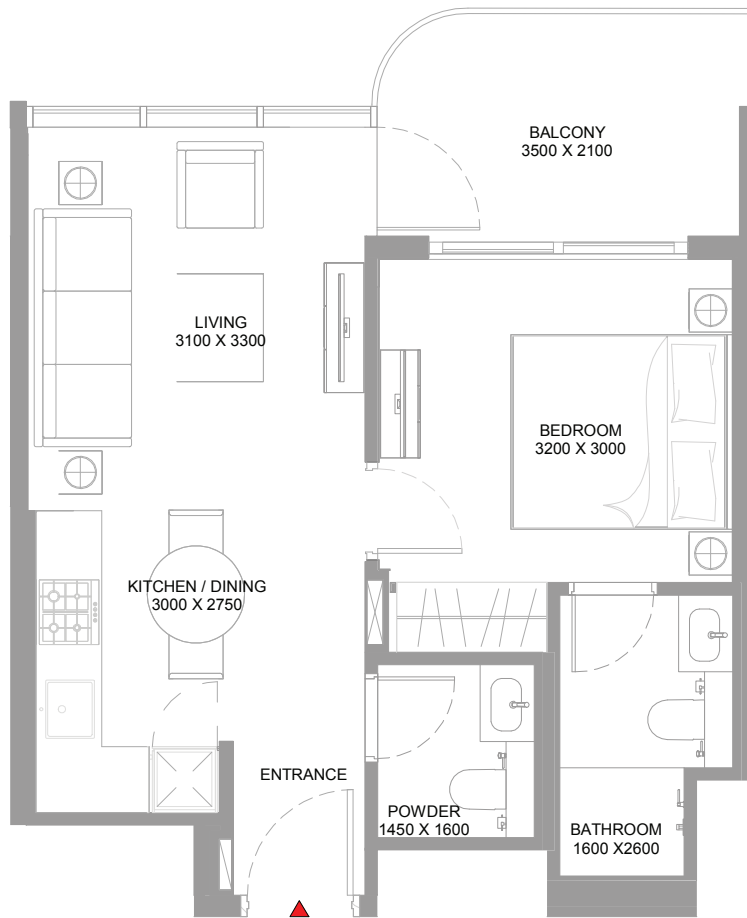 BALCONY
3500 X 2100
LIVING
3100 X 3300
BEDROOM
3200 X 3000
KITCHEN / DINING
3000 X 2750
ENTRANCE
POWDER
1450 X 1600
BATHROOM
1600 X2600